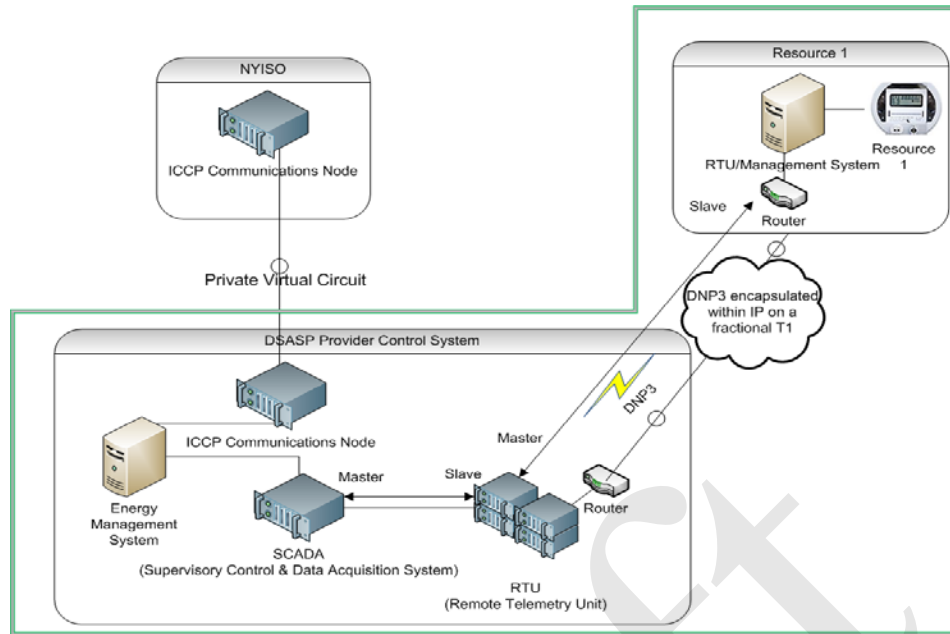 NYISO
ICCP Communications Node
Private Virtual Circuit
Resource 1
RTU/Management System
Resource
1
Slave
Router
DNP3 encapsulated
within IP on a
fractional T1
DSASP Provider Control System
ICCP Communications Node
Energy
Management
System
Master
Slave
SCADA
(Supervisory Control & Data Acquisition System)
Master
DNP3
Router
RTU
(Remote Telemetry Unit)